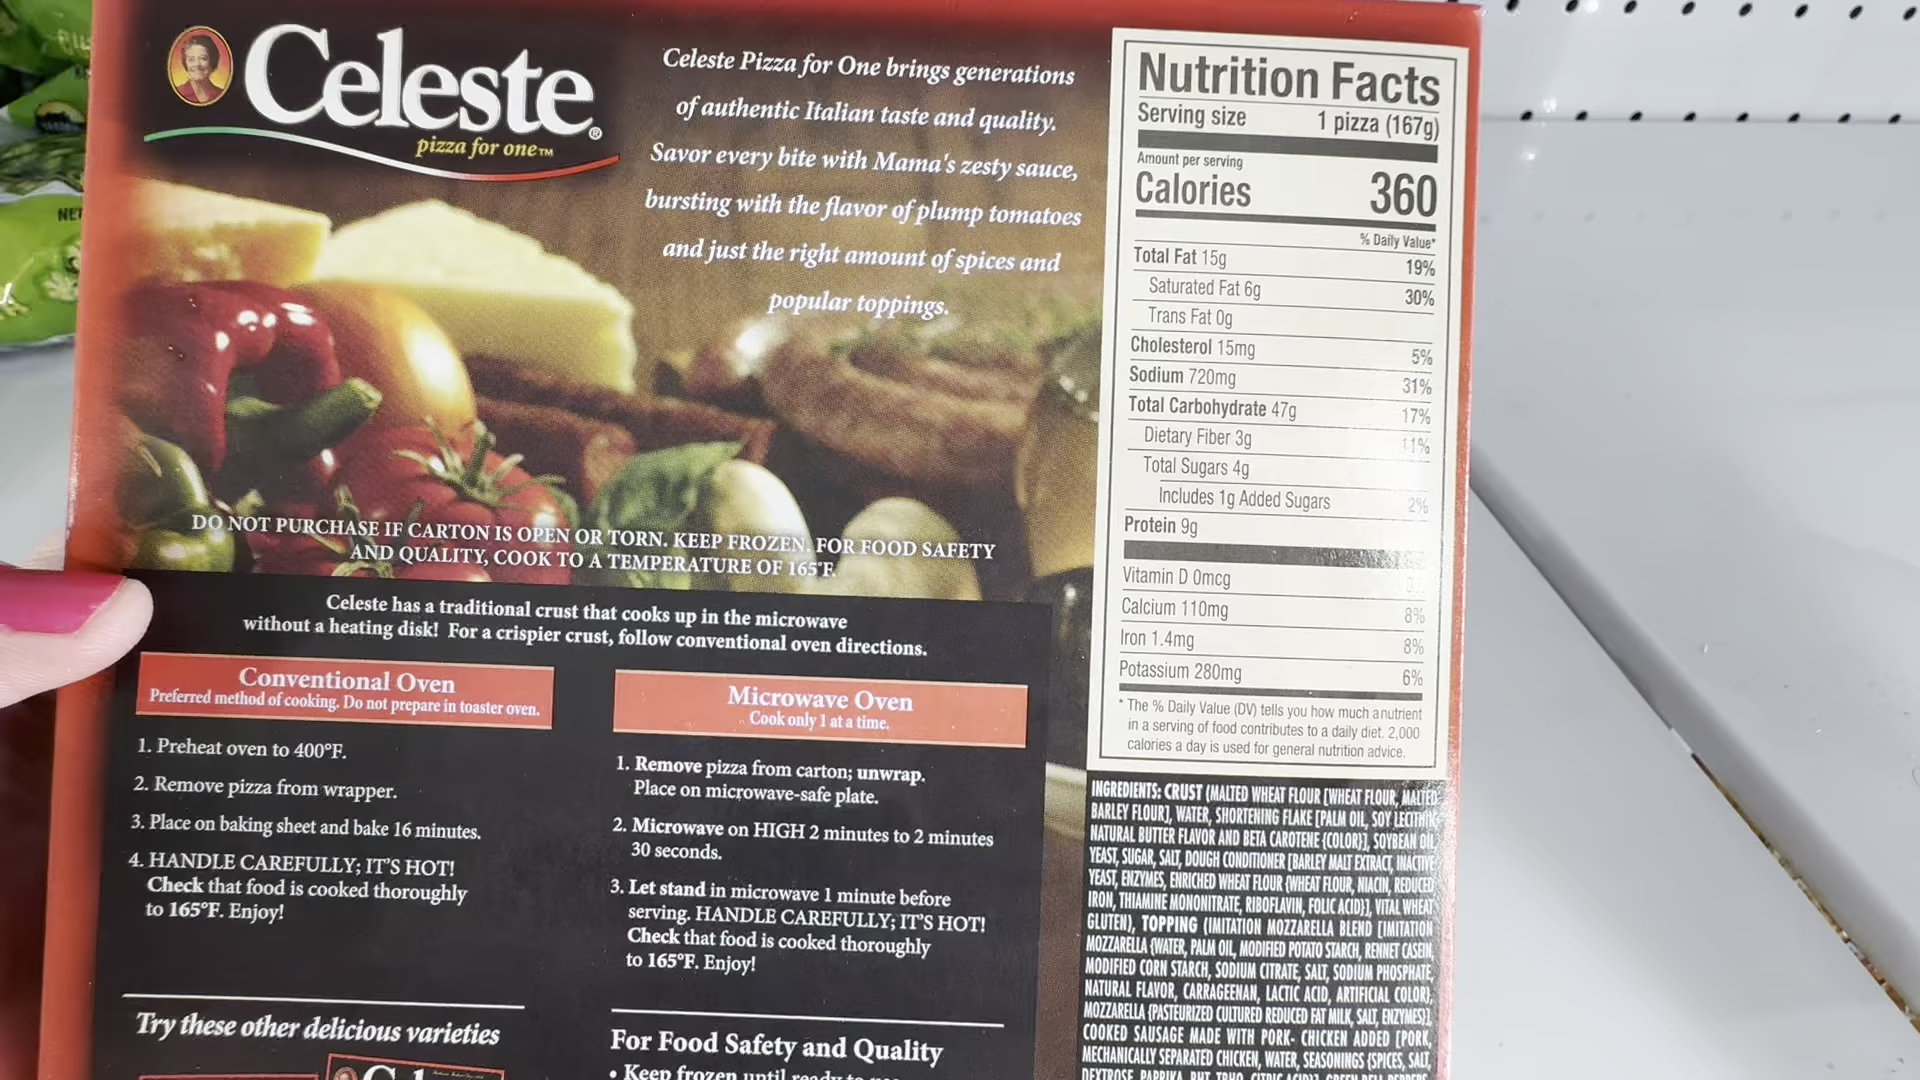 Celeste®
pizza for one™
Celeste Pizza for One brings generations
of authentic Italian taste and quality.
Savor every bite with Mama's zesty sauce,
bursting with the flavor of plump tomatoes
and just the right amount of spices and
popular toppings.
DO NOT PURCHASE IF CARTON IS OPEN OR TORN. KEEP FROZEN. FOR FOOD SAFETY
AND QUALITY, COOK TO A TEMPERATURE OF 165°F.
Celeste has a traditional crust that cooks up in the microwave
without a heating disk! For a crispier crust, follow conventional oven directions.
Conventional Oven
Preferred method of cooking. Do not prepare in toaster oven.
1. Preheat oven to 400°F.
2. Remove pizza from wrapper.
3. Place on baking sheet and bake 16 minutes.
4. HANDLE CAREFULLY; IT'S HOT!
Check that food is cooked thoroughly
to 165°F. Enjoy!
Try these other delicious varieties
Microwave Oven
Cook only 1 at a time.
1. Remove pizza from carton; unwrap.
Place on microwave-safe plate.
2. Microwave on HIGH 2 minutes to 2 minutes
30 seconds.
3. Let stand in microwave 1 minute before
serving. HANDLE CAREFULLY; IT'S HOT!
Check that food is cooked thoroughly
to 165°F. Enjoy!
For Food Safety and Quality
• Keep frozen until ready to
Nutrition Facts
Serving size 1 pizza (167g)
Amount per serving
Calories 360
% Daily Value*
Total Fat 15g 19%
Saturated Fat 6g 30%
Trans Fat 0g
Cholesterol 15mg 5%
Sodium 720mg 31%
Total Carbohydrate 47g 17%
Dietary Fiber 3g 11%
Total Sugars 4g
Includes 1g Added Sugars 2%
Protein 9g
Vitamin D 0mcg 0%
Calcium 110mg 8%
Iron 1.4mg 8%
Potassium 280mg 6%
* The % Daily Value (DV) tells you how much a nutrient
in a serving of food contributes to a daily diet. 2,000
calories a day is used for general nutrition advice.
INGREDIENTS: CRUST (MALTED WHEAT FLOUR [WHEAT FLOUR, MALTED
BARLEY FLOUR], WATER, SHORTENING FLAKE [PALM OIL, SOY LECITHIN,
NATURAL BUTTER FLAVOR AND BETA CAROTENE {COLOR}], SOYBEAN OIL,
YEAST, SUGAR, SALT, DOUGH CONDITIONER [BARLEY MALT EXTRACT, INACTIVE
YEAST, ENZYMES, ENRICHED WHEAT FLOUR {WHEAT FLOUR, NIACIN, REDUCED
IRON, THIAMINE MONONITRATE, RIBOFLAVIN, FOLIC ACID}], VITAL WHEAT
GLUTEN), TOPPING (IMITATION MOZZARELLA BLEND [IMITATION
MOZZARELLA {WATER, PALM OIL, MODIFIED POTATO STARCH, RENNET CASEIN,
MODIFIED CORN STARCH, SODIUM CITRATE, SALT, SODIUM PHOSPHATE,
NATURAL FLAVOR, CARRAGEENAN, LACTIC ACID, ARTIFICIAL COLOR},
MOZZARELLA {PASTEURIZED CULTURED REDUCED FAT MILK, SALT, ENZYMES}],
COOKED SAUSAGE MADE WITH PORK- CHICKEN ADDED [PORK,
MECHANICALLY SEPARATED CHICKEN, WATER, SEASONINGS {SPICES, SALT,
DEXTROSE, PAPRIKA, BHT, TBHQ, CITRIC ACID}], GREEN BELL PEPPERS,